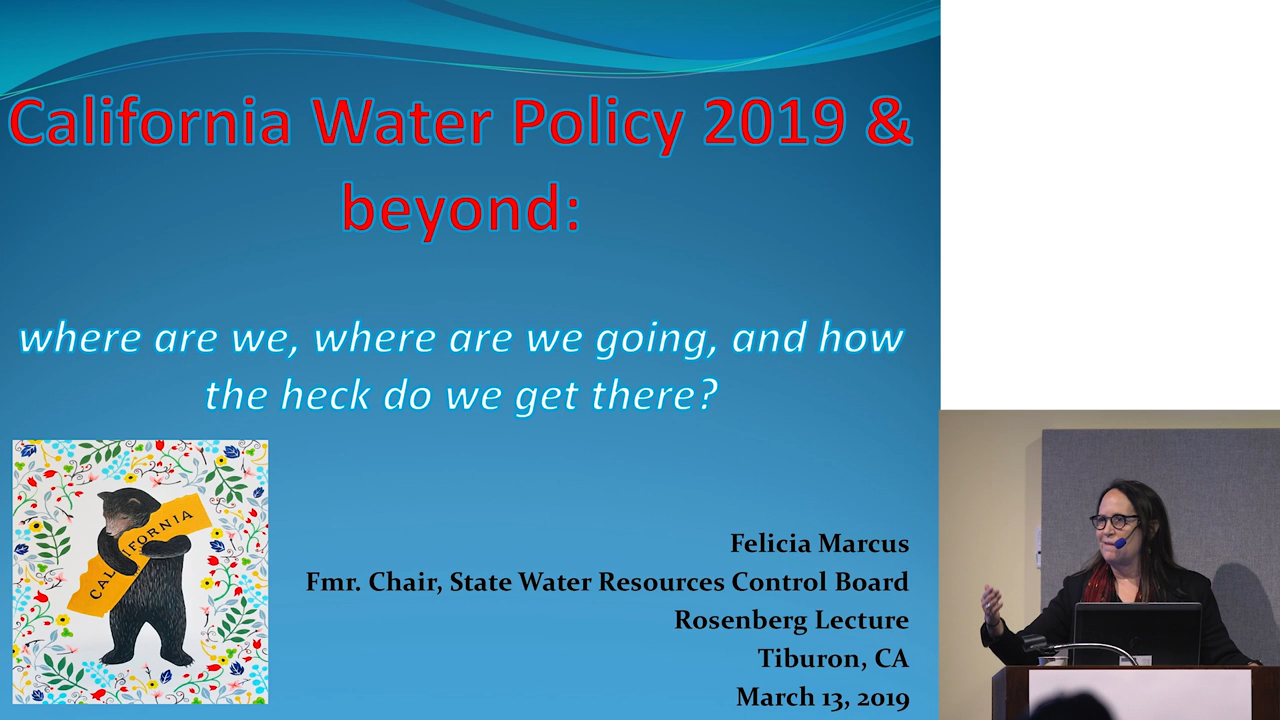 California Water Policy 2019 &
beyond:
where are we, where are we going, and how
the heck do we get there?
CALIFORNIA
Felicia Marcus
Fmr. Chair, State Water Resources Control Board
Rosenberg Lecture
Tiburon, CA
March 13, 2019